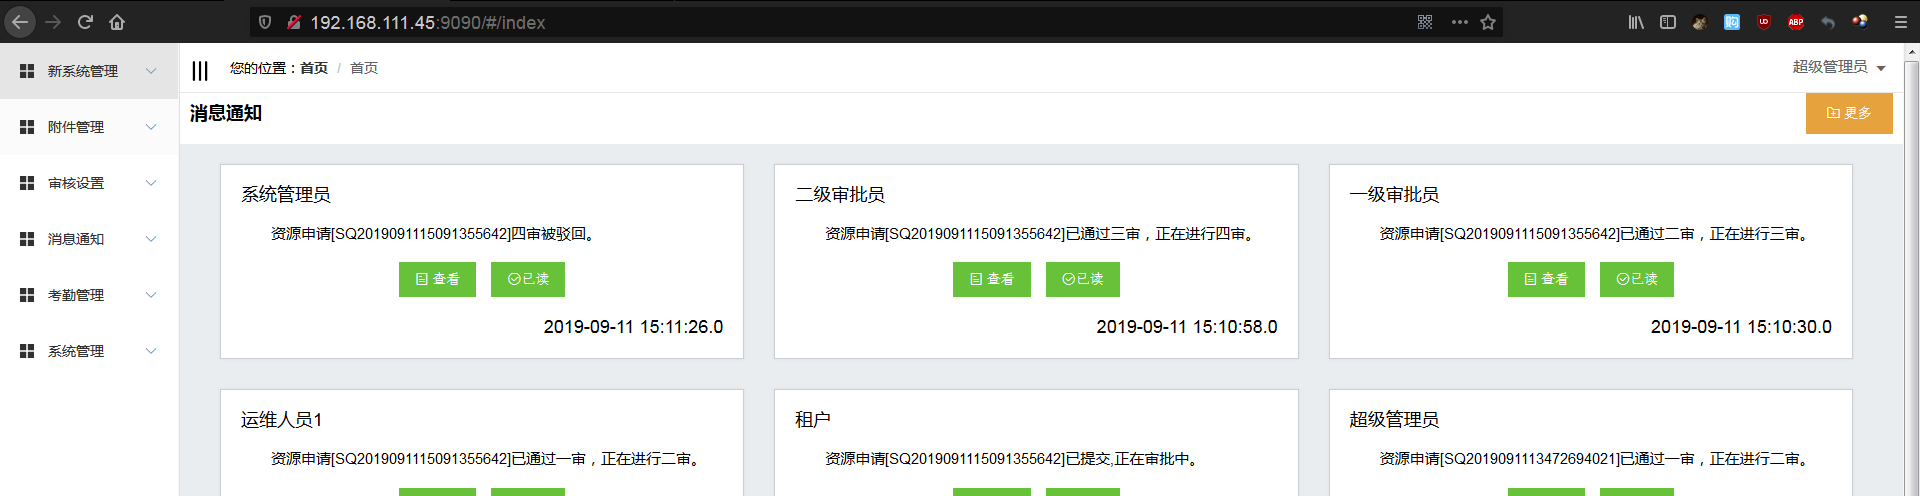 192.168.111.45:9090/#/index
新系统管理
附件管理
审核设置
消息通知
考勤管理
系统管理
您的位置：首页 / 首页
超级管理员
消息通知
更多
系统管理员
资源申请[SQ2019091115091355642]四审被驳回。
查看 已读
2019-09-11 15:11:26.0
二级审批员
资源申请[SQ2019091115091355642]已通过三审，正在进行四审。
查看 已读
2019-09-11 15:10:58.0
一级审批员
资源申请[SQ2019091115091355642]已通过二审，正在进行三审。
查看 已读
2019-09-11 15:10:30.0
运维人员1
资源申请[SQ2019091115091355642]已通过一审，正在进行二审。
租户
资源申请[SQ2019091115091355642]已提交,正在审批中。
超级管理员
资源申请[SQ2019091113472694021]已通过一审，正在进行二审。
ABP